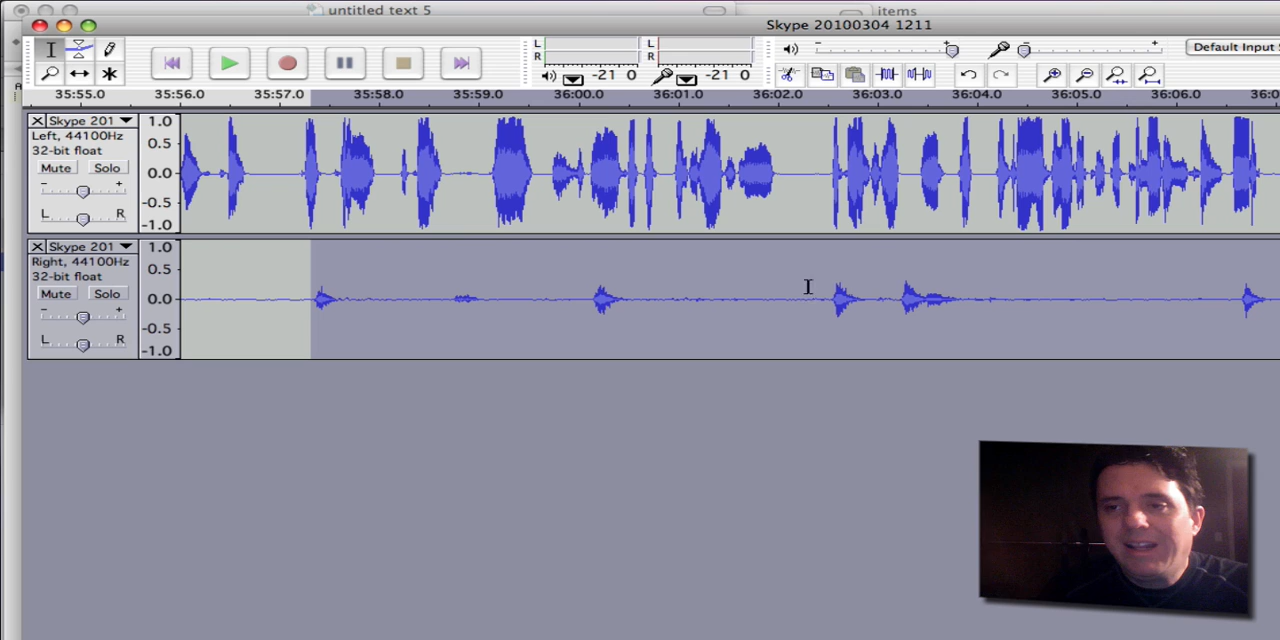 untitled text 5
items
Skype 20100304 1211
L
R
-21 0
L
R
-21 0
- +
- +
Default Input S
35:55.0 35:56.0 35:57.0 35:58.0 35:59.0 36:00.0 36:01.0 36:02.0 36:03.0 36:04.0 36:05.0 36:06.0 36:0
X Skype 201
Left, 44100Hz
32-bit float
Mute Solo
- +
L R
1.0
0.5
0.0
-0.5
-1.0
X Skype 201
Right, 44100Hz
32-bit float
Mute Solo
- +
L R
1.0
0.5
0.0
-0.5
-1.0